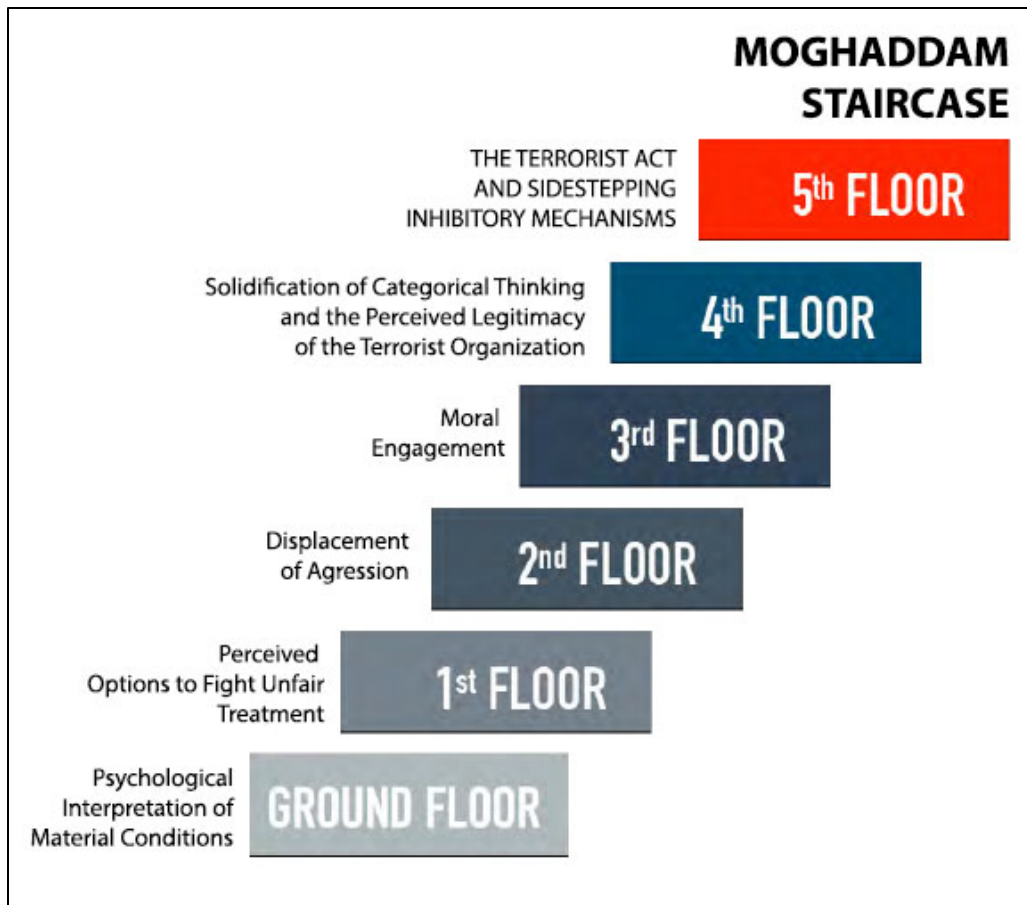 MOGHADDAM
STAIRCASE
THE TERRORIST ACT
AND SIDESTEPPING
INHIBITORY MECHANISMS
5th FLOOR
Solidification of Categorical Thinking
and the Perceived Legitimacy
of the Terrorist Organization
4th FLOOR
Moral
Engagement
3rd FLOOR
Displacement
of Agression
2nd FLOOR
Perceived
Options to Fight Unfair
Treatment
1st FLOOR
Psychological
Interpretation of
Material Conditions
GROUND FLOOR